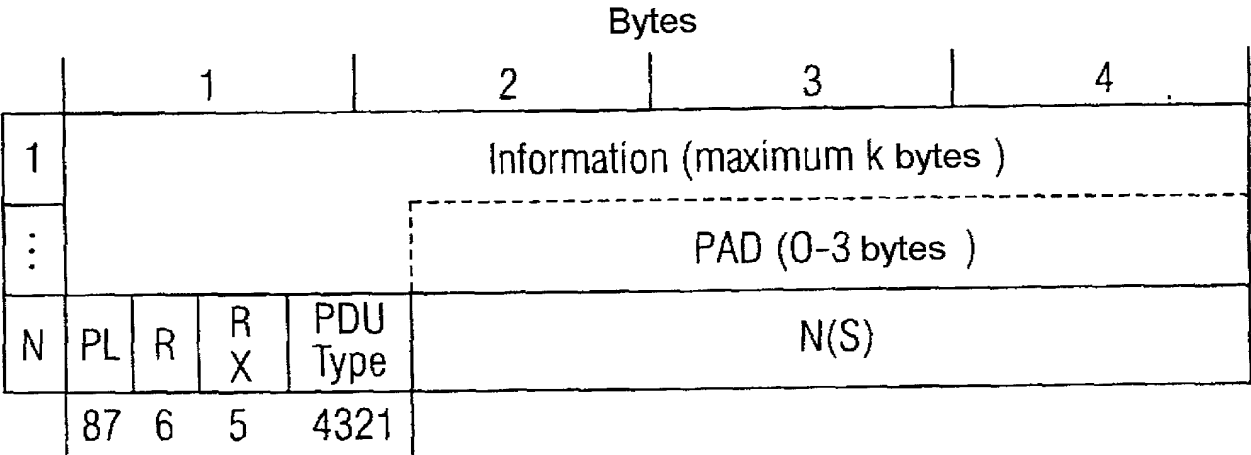 Bytes
1 2 3 4
1 Information (maximum k bytes )
⋮ PAD (0-3 bytes )
N PL R R X PDU Type N(S)
87 6 5 4321